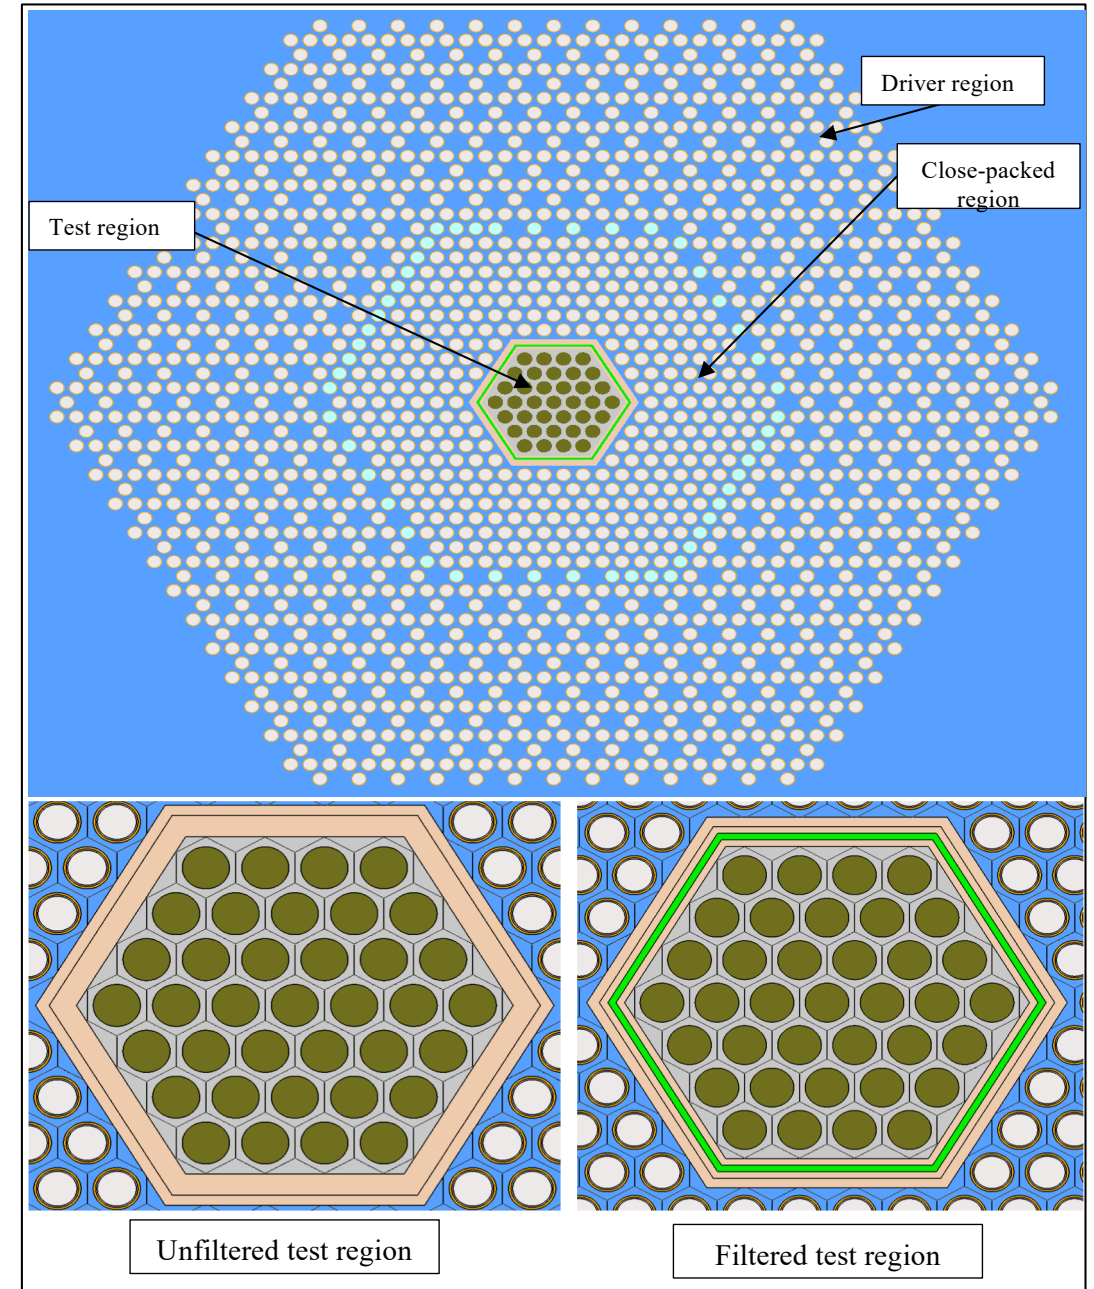 Driver region
Close-packed
region
Test region
Unfiltered test region
Filtered test region